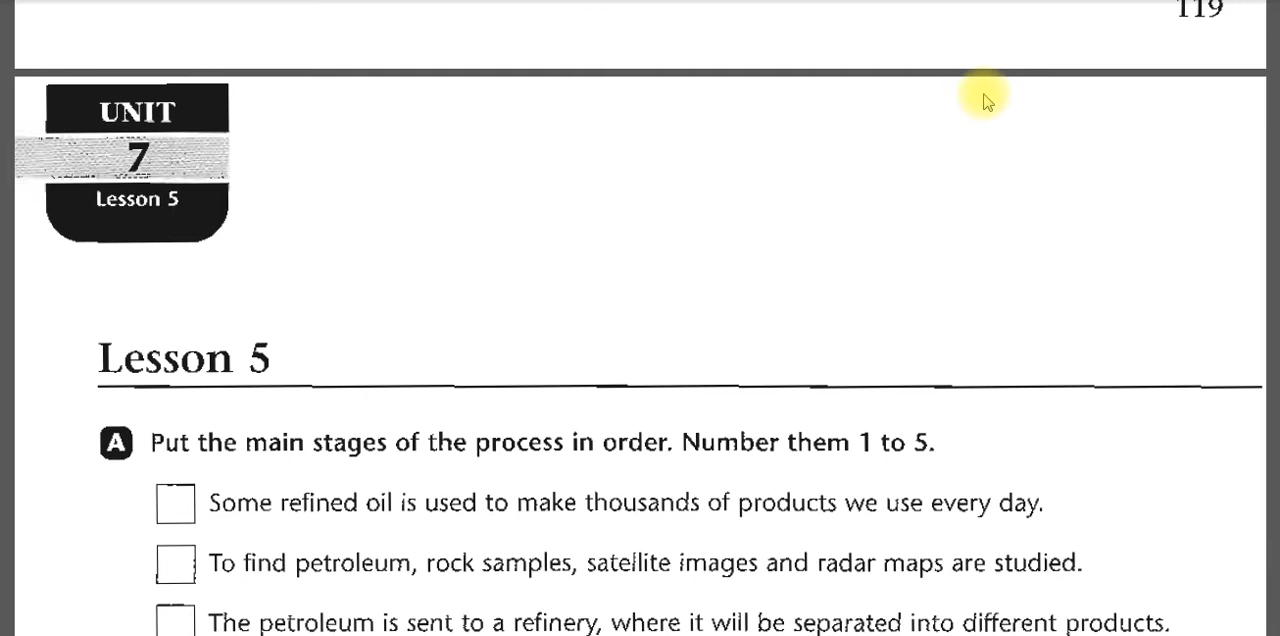 119
UNIT
7
Lesson 5
Lesson 5
A Put the main stages of the process in order. Number them 1 to 5.
Some refined oil is used to make thousands of products we use every day.
To find petroleum, rock samples, satellite images and radar maps are studied.
The petroleum is sent to a refinery, where it will be separated into different products.